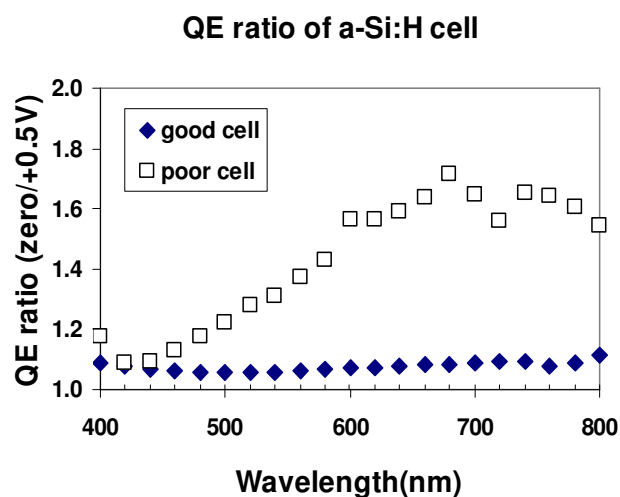 QE ratio of a-Si:H cell
QE ratio (zero/+0.5V)
2.0
1.8
1.6
1.4
1.2
1.0
good cell
poor cell
400 500 600 700 800
Wavelength(nm)